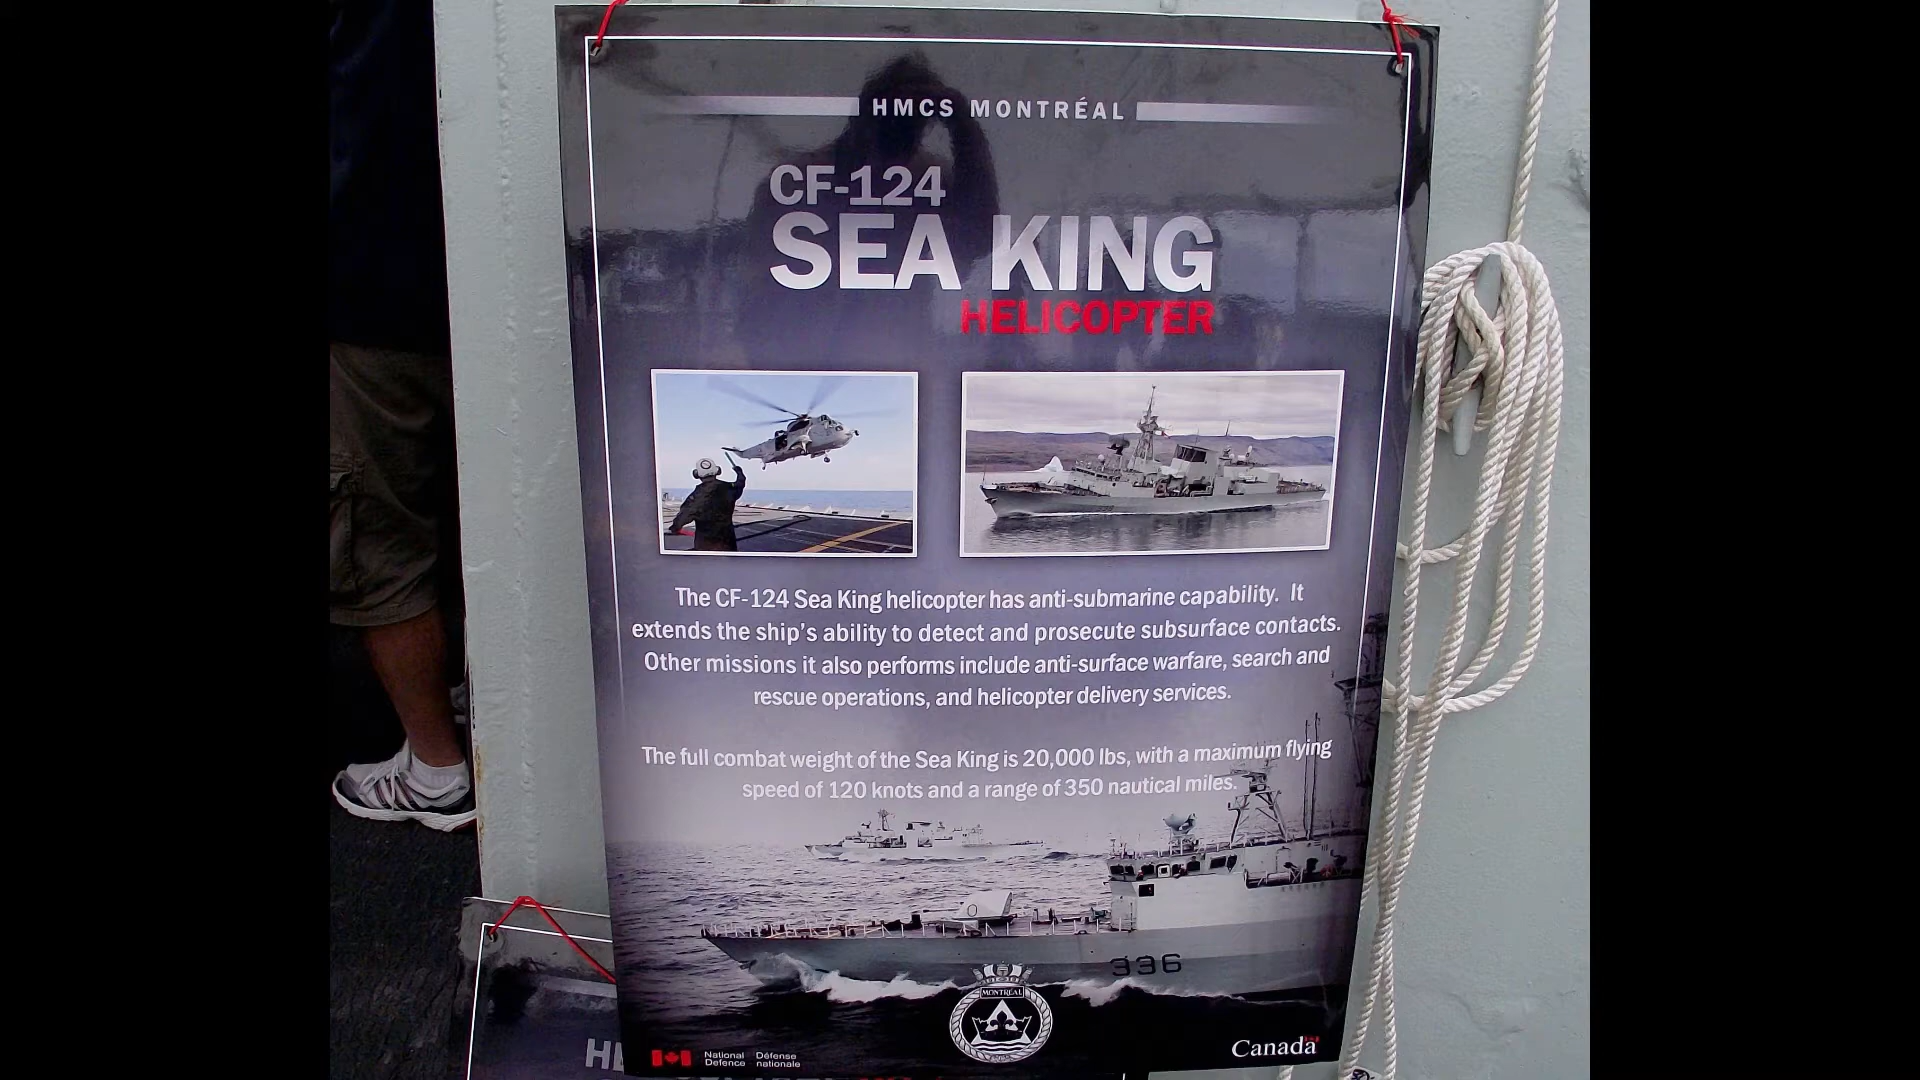 HMCS MONTRÉAL
CF-124
SEA KING
HELICOPTER
The CF-124 Sea King helicopter has anti-submarine capability. It
extends the ship's ability to detect and prosecute subsurface contacts.
Other missions it also performs include anti-surface warfare, search and
rescue operations, and helicopter delivery services.
The full combat weight of the Sea King is 20,000 lbs, with a maximum flying
speed of 120 knots and a range of 350 nautical miles.
336
MONTRÉAL
National Défense
Defence nationale
Canada